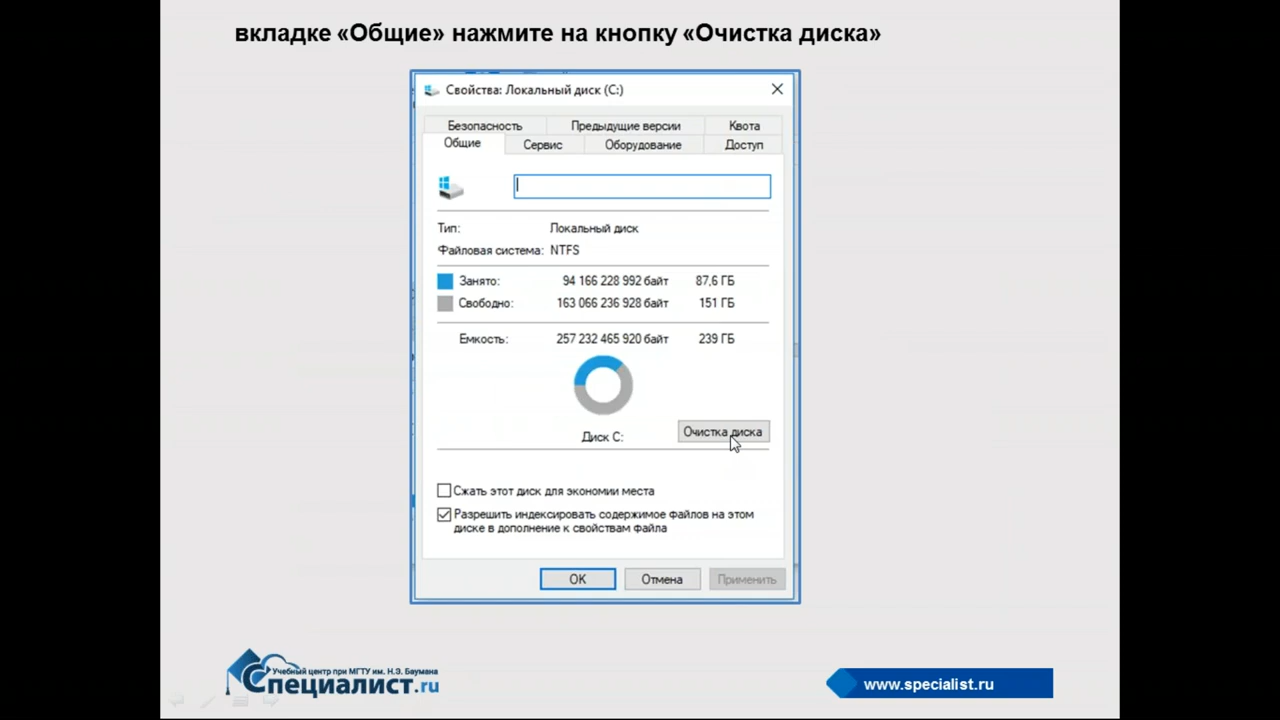 вкладке «Общие» нажмите на кнопку «Очистка диска»
Свойства: Локальный диск (C:)
Безопасность Предыдущие версии Квота
Общие Сервис Оборудование Доступ
Тип: Локальный диск
Файловая система: NTFS
Занято: 94 166 228 992 байт 87,6 ГБ
Свободно: 163 066 236 928 байт 151 ГБ
Емкость: 257 232 465 920 байт 239 ГБ
Диск C: Очистка диска
Сжать этот диск для экономии места
Разрешить индексировать содержимое файлов на этом
диске в дополнение к свойствам файла
OK Отмена Применить
Учебный центр при МГТУ им. Н.Э. Баумана
Специалист.ru
www.specialist.ru